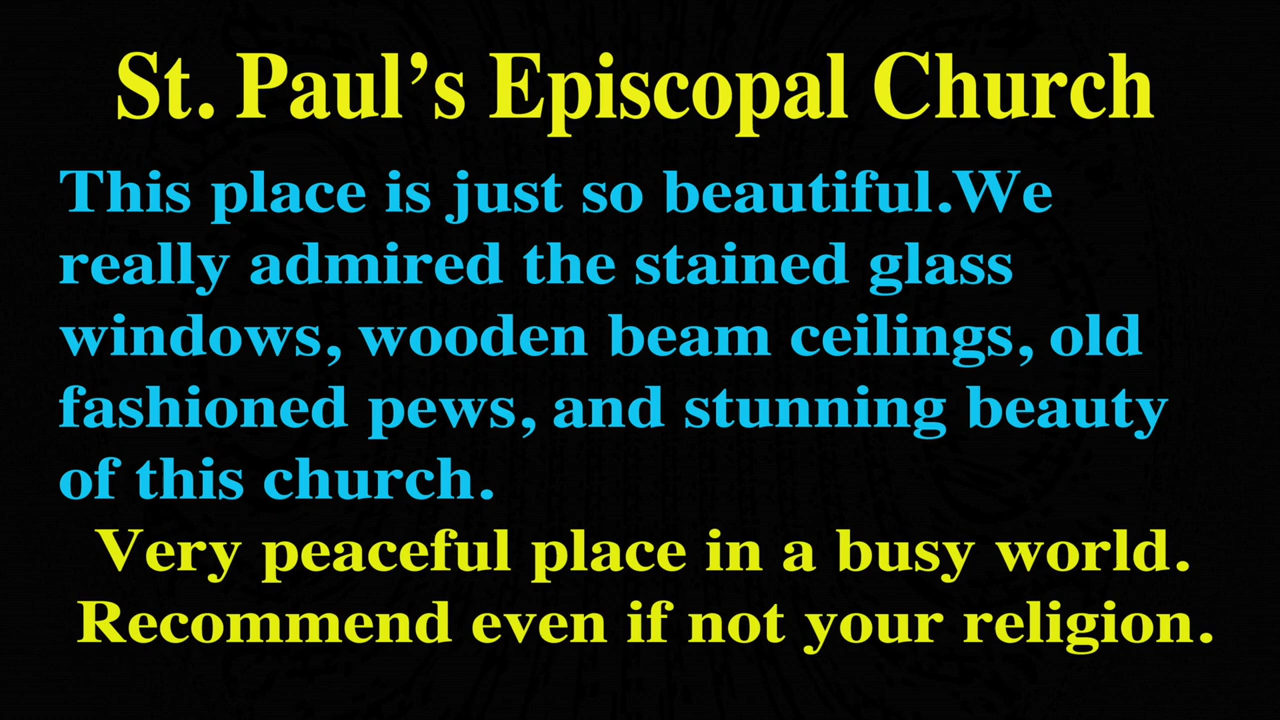 St. Paul’s Episcopal Church
This place is just so beautiful.We
really admired the stained glass
windows, wooden beam ceilings, old
fashioned pews, and stunning beauty
of this church.
Very peaceful place in a busy world.
Recommend even if not your religion.